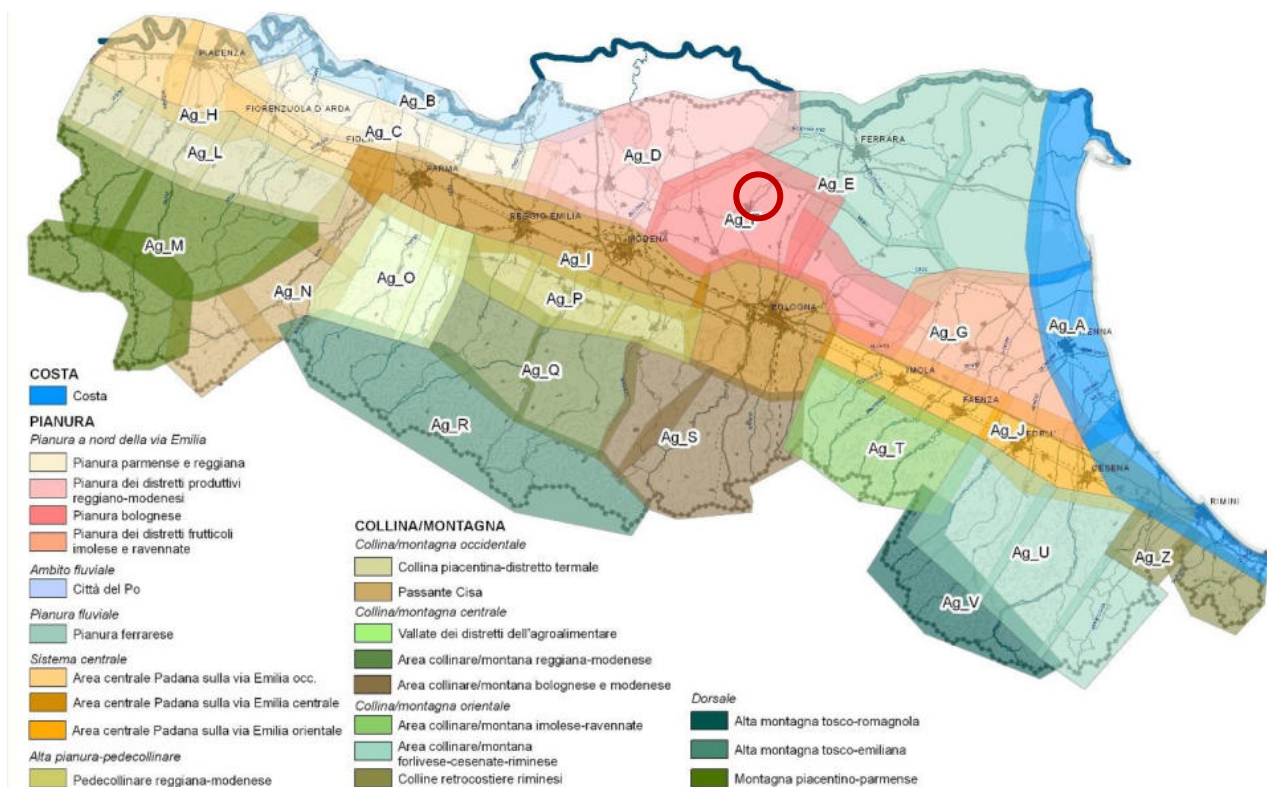 PIACENZA
FIORENZUOLA D'ARDA
Ag_B
Ag_H
Ag_C
Ag_L
PARMA
Ag_D
FERRARA
Ag_E
Ag_M
REGGIO EMILIA
MODENA
Ag_I
Ag_N
Ag_O
Ag_P
BOLOGNA
Ag_G
Ag_A
Ag_Q
IMOLA
FAENZA
Ag_R
Ag_S
Ag_T
Ag_J
CESENA
RIMINI
Ag_U
Ag_Z
Ag_V
COSTA
Costa
PIANURA
Pianura a nord della via Emilia
Pianura parmense e reggiana
Pianura dei distretti produttivi
reggiano-modenesi
Pianura bolognese
Pianura dei distretti frutticoli
imolese e ravennate
Ambito fluviale
Città del Po
Pianura fluviale
Pianura ferrarese
Sistema centrale
Area centrale Padana sulla via Emilia occ.
Area centrale Padana sulla via Emilia centrale
Area centrale Padana sulla via Emilia orientale
Alta pianura-pedecollinare
Pedecollinare reggiana-modenese
COLLINA/MONTAGNA
Collina/montagna occidentale
Collina piacentina-distretto termale
Passante Cisa
Collina/montagna centrale
Vallate dei distretti dell'agroalimentare
Area collinare/montana reggiana-modenese
Area collinare/montana bolognese e modenese
Collina/montagna orientale
Area collinare/montana imolese-ravennate
Area collinare/montana
forlivese-cesenate-riminese
Colline retrocostiere riminesi
Dorsale
Alta montagna tosco-romagnola
Alta montagna tosco-emiliana
Montagna piacentino-parmense